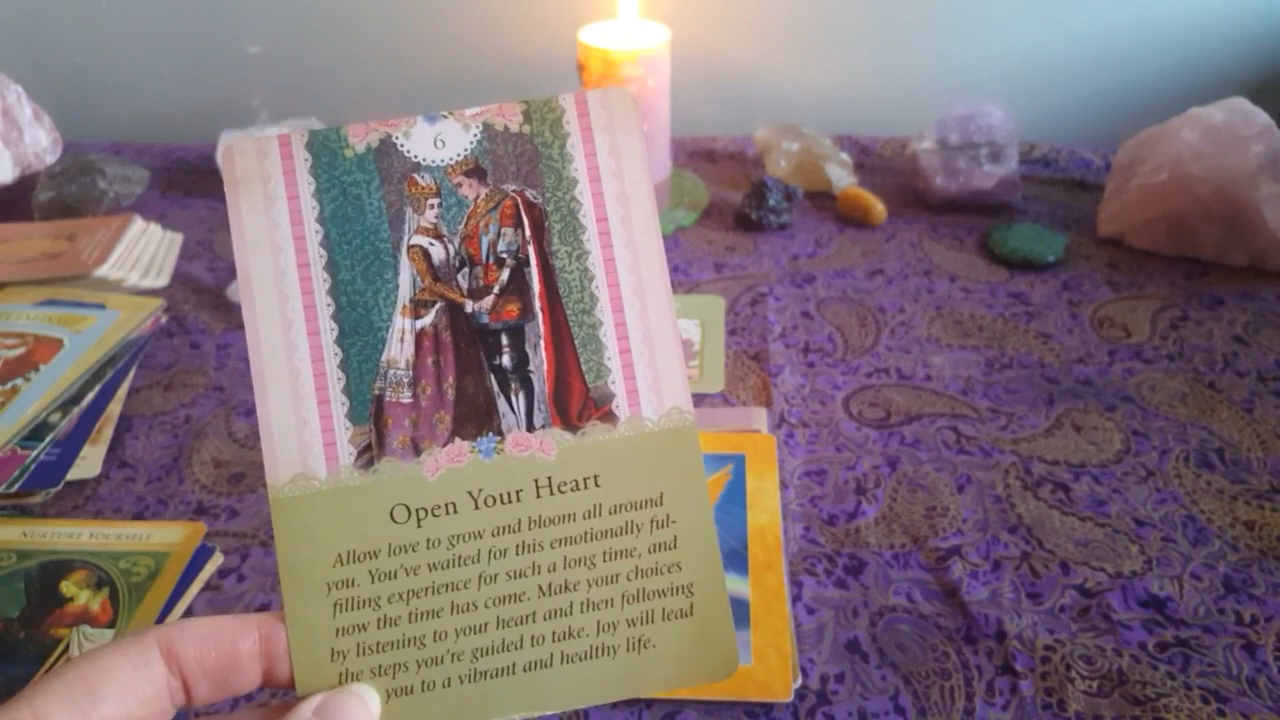 6
Open Your Heart
Allow love to grow and bloom all around
you. You've waited for this emotionally ful-
filling experience for such a long time, and
now the time has come. Make your choices
by listening to your heart and then following
the steps you're guided to take. Joy will lead
you to a vibrant and healthy life.
NURTURE YOURSELF